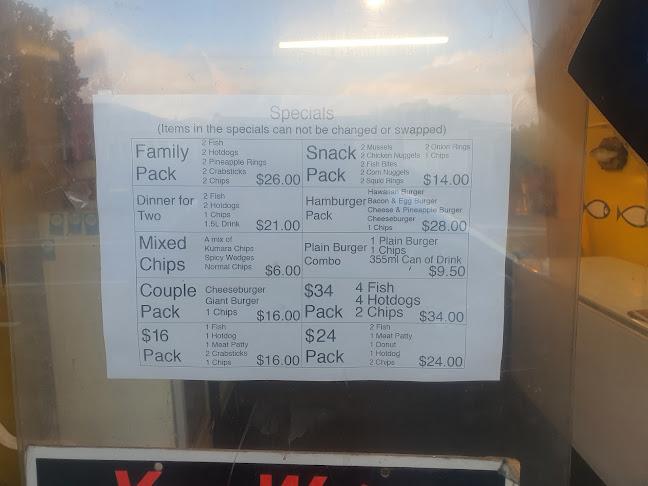 Specials
(Items in the specials can not be changed or swapped)
Family Pack
2 Fish
2 Hotdogs
2 Pineapple Rings
2 Crabsticks
2 Chips
$26.00
Snack Pack
2 Mussels
2 Chicken Nuggets
2 Fish Bites
2 Corn Nuggets
2 Squid Rings
2 Onion Rings
1 Chips
$14.00
Dinner for Two
2 Fish
2 Hotdogs
1 Chips
1.5L Drink
$21.00
Hamburger Pack
Hawaiian Burger
Bacon & Egg Burger
Cheese & Pineapple Burger
Cheeseburger
1 Chips
$28.00
Mixed Chips
A mix of
Kumara Chips
Spicy Wedges
Normal Chips
$6.00
Plain Burger Combo
1 Plain Burger
1 Chips
355ml Can of Drink
$9.50
Couple Pack
Cheeseburger
Giant Burger
1 Chips
$16.00
$34 Pack
4 Fish
4 Hotdogs
2 Chips
$34.00
$16 Pack
1 Fish
1 Hotdog
1 Meat Patty
2 Crabsticks
1 Chips
$16.00
$24 Pack
2 Fish
1 Meat Patty
1 Donut
1 Hotdog
2 Chips
$24.00